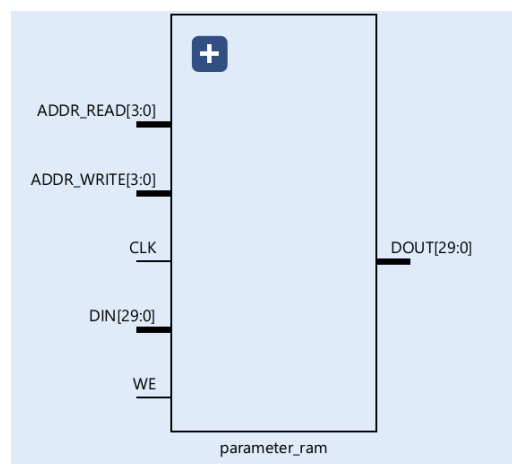 ADDR_READ[3:0]
ADDR_WRITE[3:0]
CLK
DOUT[29:0]
DIN[29:0]
WE
parameter_ram